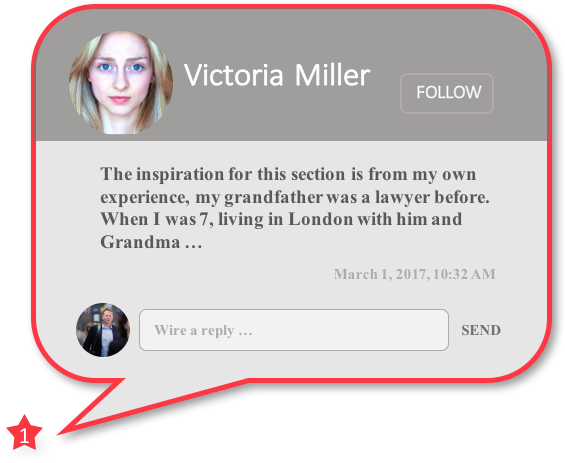 Victoria Miller
FOLLOW
The inspiration for this section is from my own
experience, my grandfather was a lawyer before.
When I was 7, living in London with him and
Grandma …
March 1, 2017, 10:32 AM
Wire a reply …
SEND
1